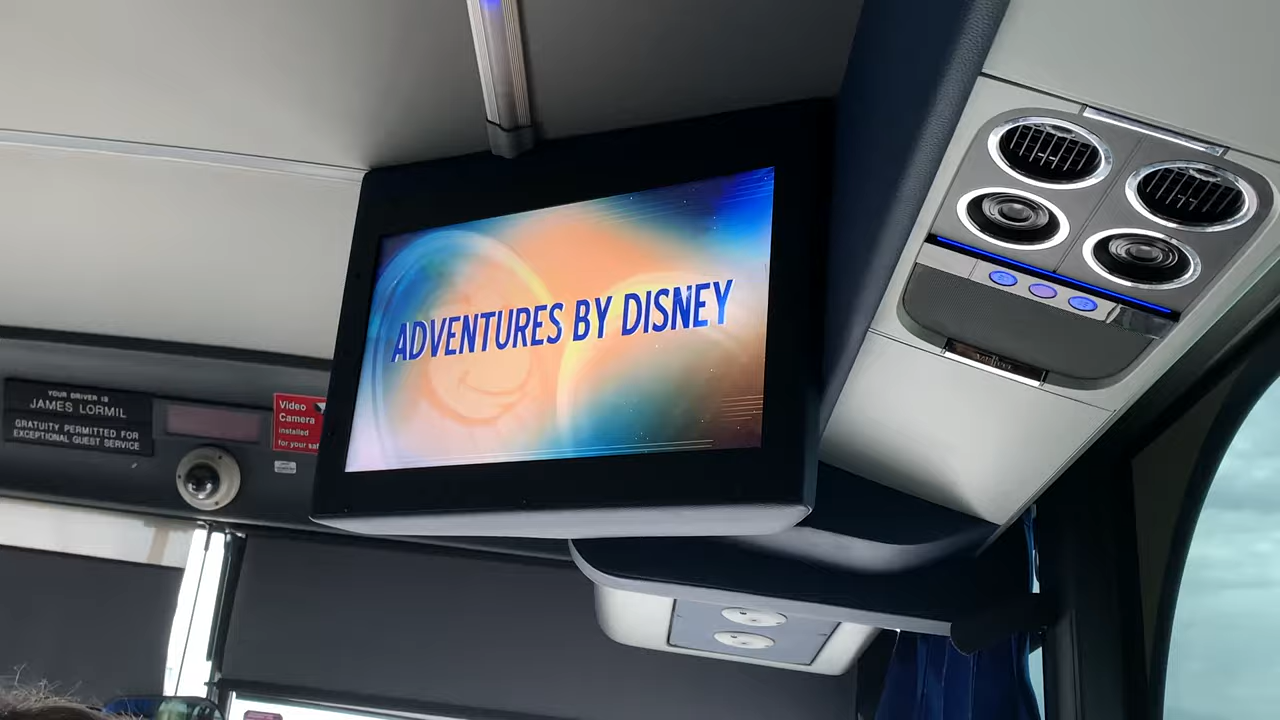 ADVENTURES BY DISNEY
YOUR DRIVER IS
JAMES LORMIL
GRATUITY PERMITTED FOR
EXCEPTIONAL GUEST SERVICE
Video
Camera
installed
for your